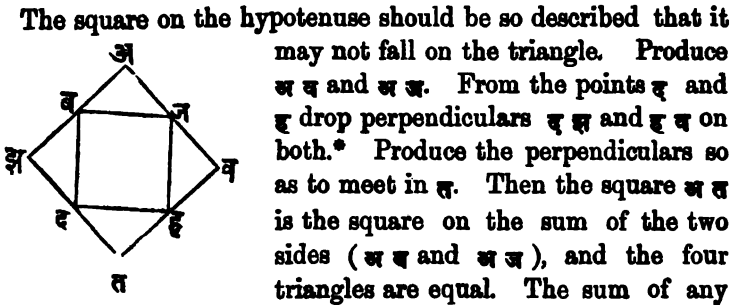 The square on the hypotenuse should be so described that it
may not fall on the triangle. Produce
अ ब and अ ज. From the points द and
ह drop perpendiculars द झ and ह व on
both.* Produce the perpendiculars so
as to meet in त. Then the square अ त
is the square on the sum of the two
sides (अ ब and अ ज), and the four
triangles are equal. The sum of any
अ
ब
ज
झ
व
द
ह
त